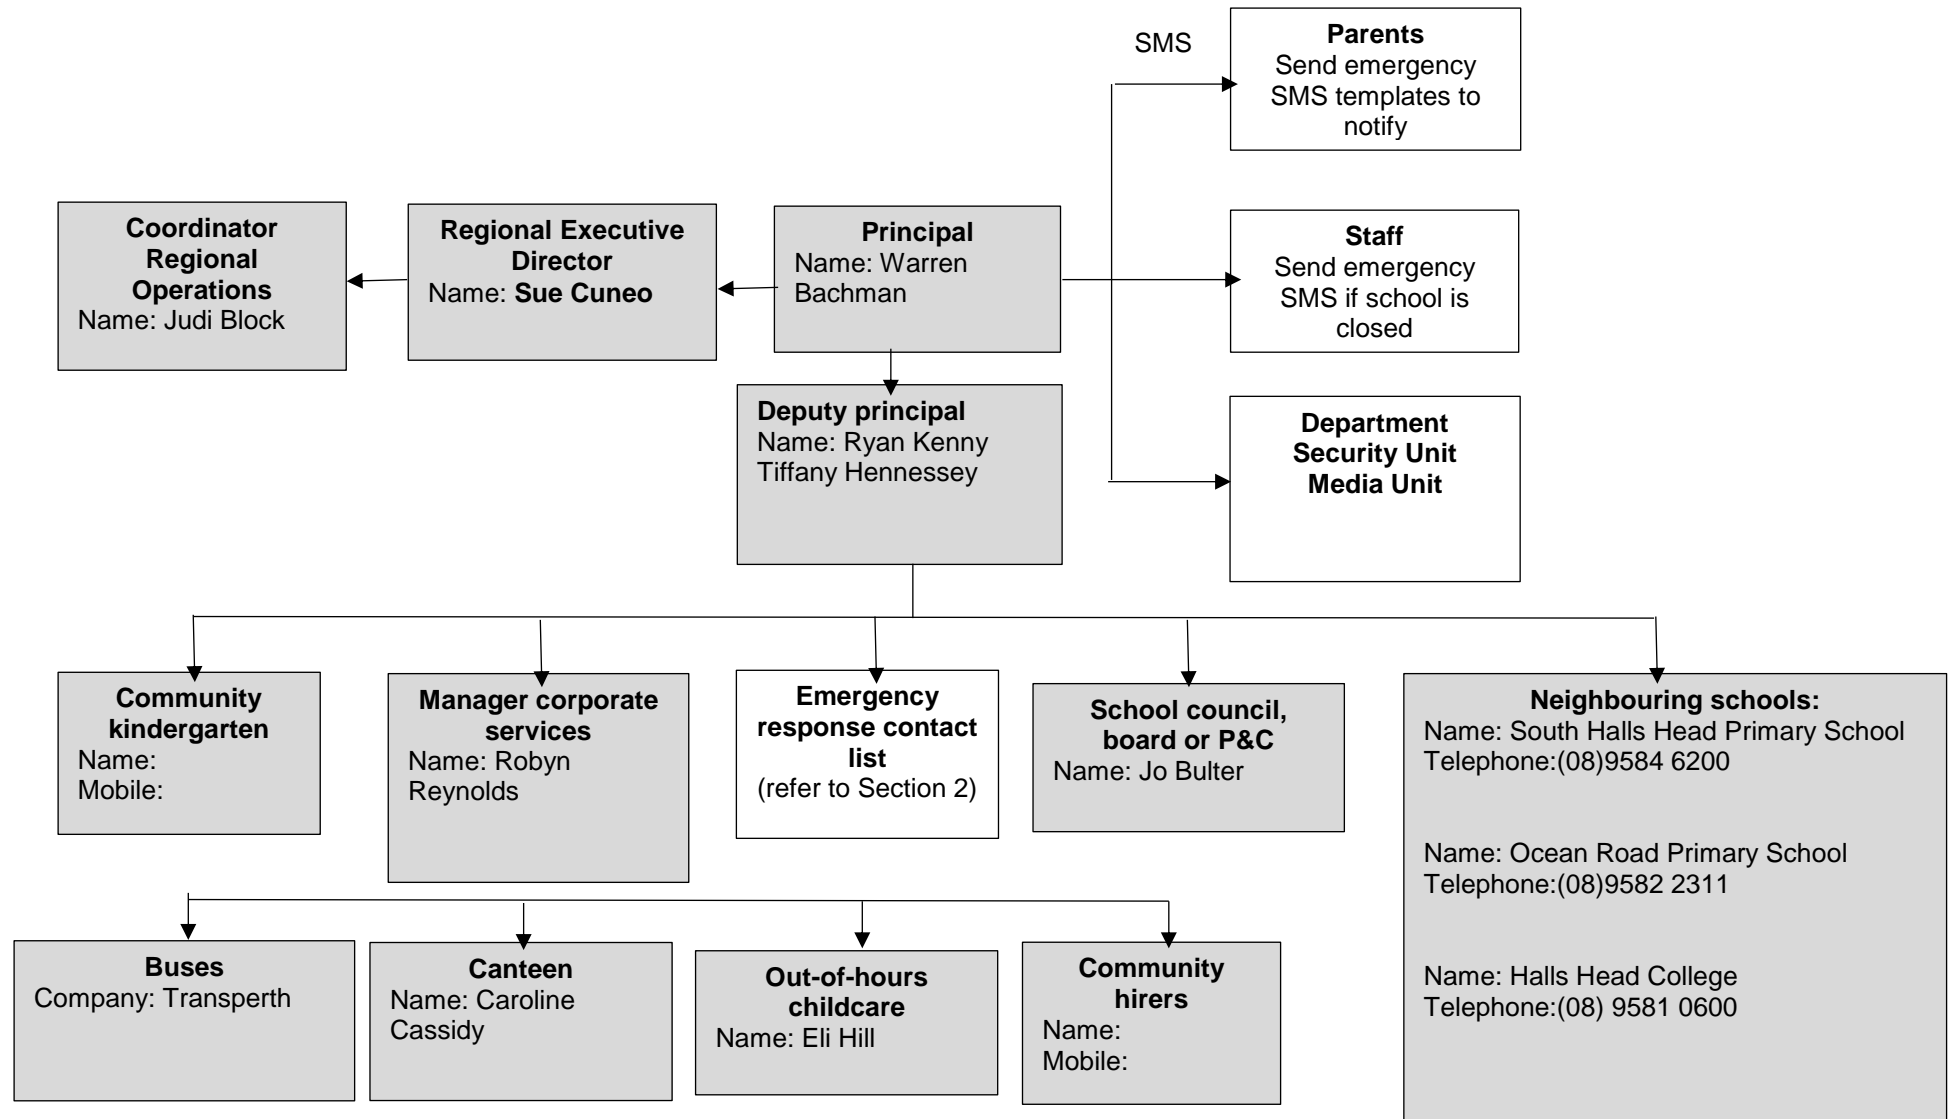 SMS
Parents
Send emergency
SMS templates to
notify
Coordinator
Regional
Operations
Name: Judi Block
Regional Executive
Director
Name: Sue Cuneo
Principal
Name: Warren
Bachman
Staff
Send emergency
SMS if school is
closed
Deputy principal
Name: Ryan Kenny
Tiffany Hennessey
Department
Security Unit
Media Unit
Community
kindergarten
Name:
Mobile:
Manager corporate
services
Name: Robyn
Reynolds
Emergency
response contact
list
(refer to Section 2)
School council,
board or P&C
Name: Jo Bulter
Neighbouring schools:
Name: South Halls Head Primary School
Telephone:(08)9584 6200
Name: Ocean Road Primary School
Telephone:(08)9582 2311
Name: Halls Head College
Telephone:(08) 9581 0600
Buses
Company: Transperth
Canteen
Name: Caroline
Cassidy
Out-of-hours
childcare
Name: Eli Hill
Community
hirers
Name:
Mobile: